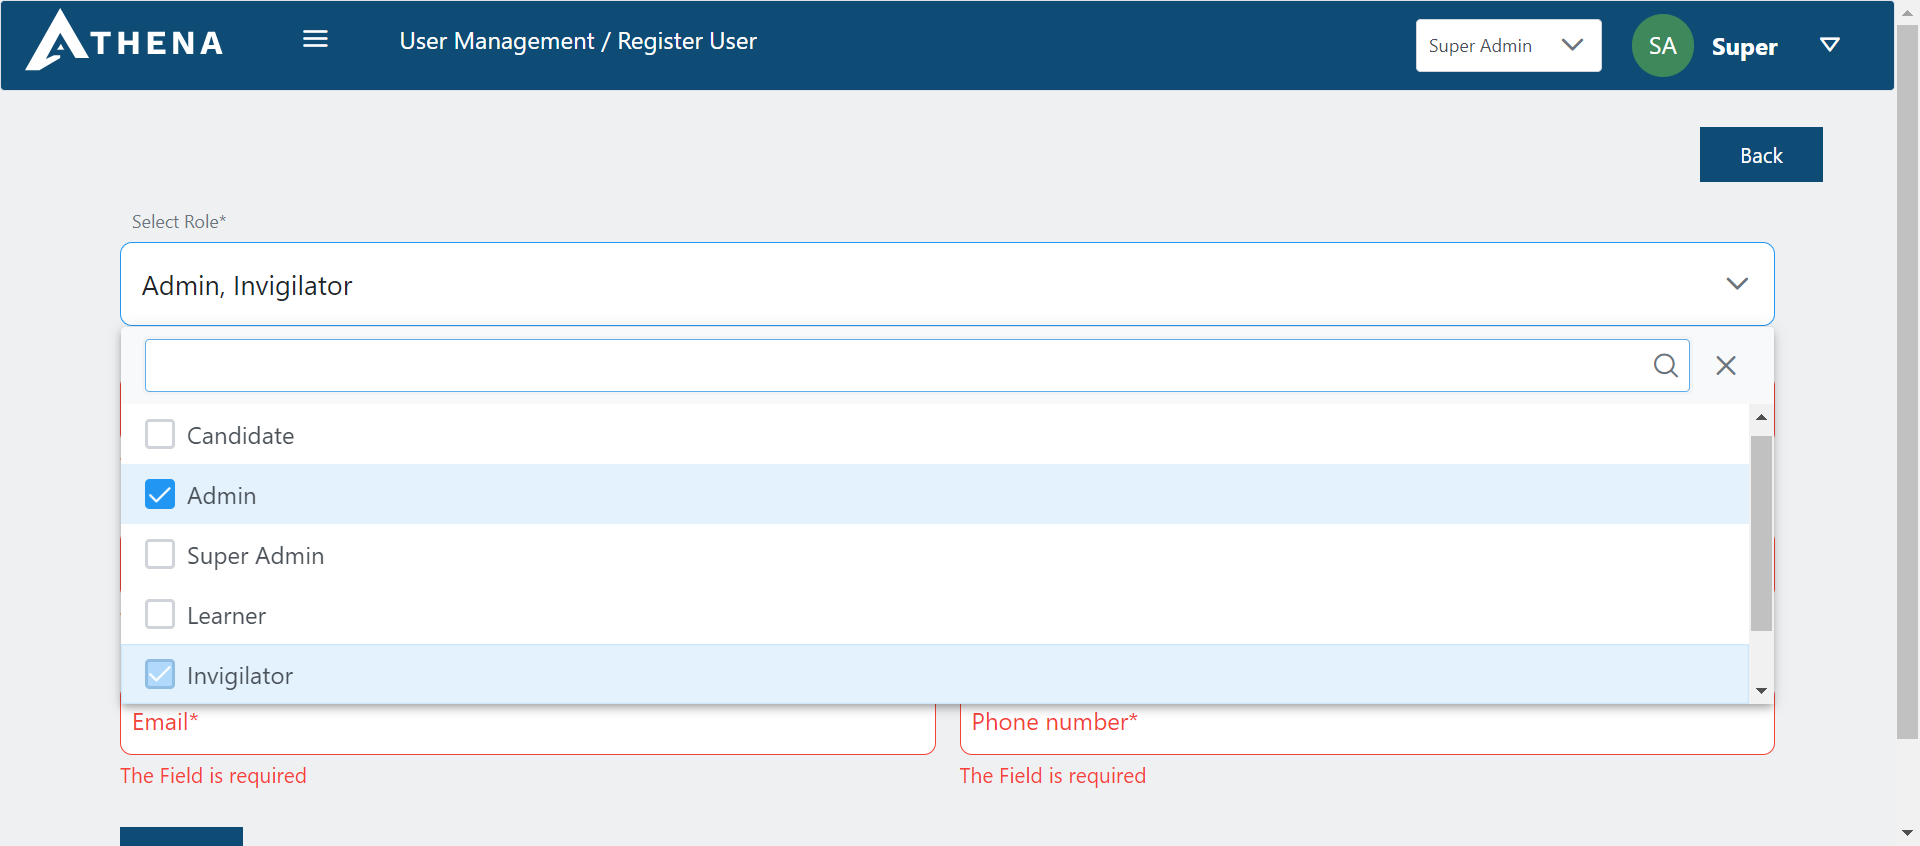 ATHENA
User Management / Register User
Super Admin
SA
Super
Back
Select Role*
Admin, Invigilator
Candidate
Admin
Super Admin
Learner
Invigilator
Email*
Phone number*
The Field is required
The Field is required